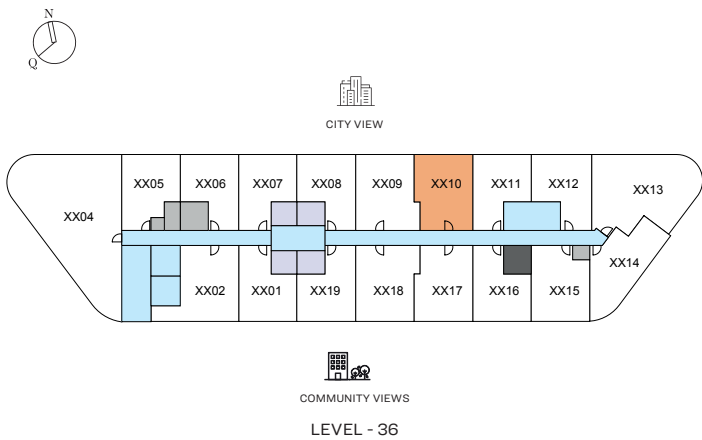 N
Q
CITY VIEW
XX05 XX06 XX07 XX08 XX09 XX10 XX11 XX12 XX13
XX04
XX14
XX02 XX01 XX19 XX18 XX17 XX16 XX15
COMMUNITY VIEWS
LEVEL - 36